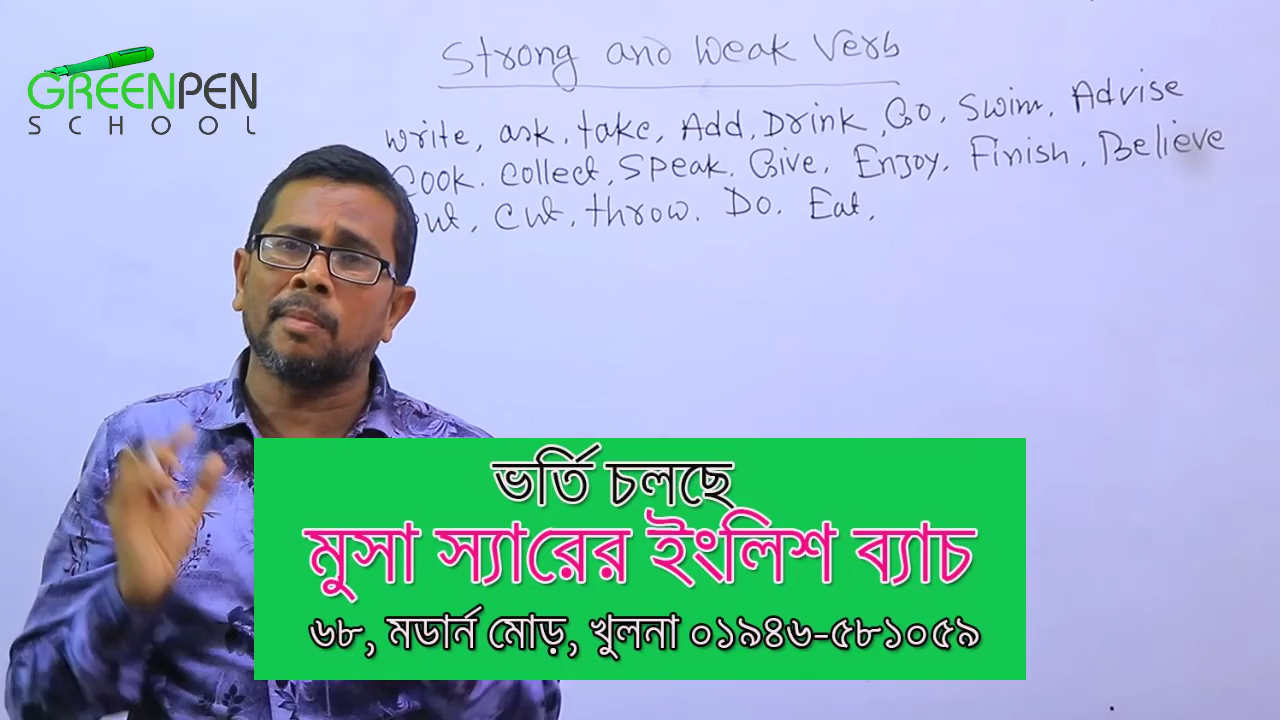 GREENPEN
SCHOOL
Strong and Weak Verb
Write, ask, take, Add, Drink, Go, Swim, Advise
Cook. Collect, Speak. Give. Enjoy. Finish, Believe
Cut, throw. Do. Eat,
ভর্তি চলছে
মুসা স্যারের ইংলিশ ব্যাচ
৬৮, মডার্ন মোড়, খুলনা ০১৯৪৬-৫৮১০৫৯